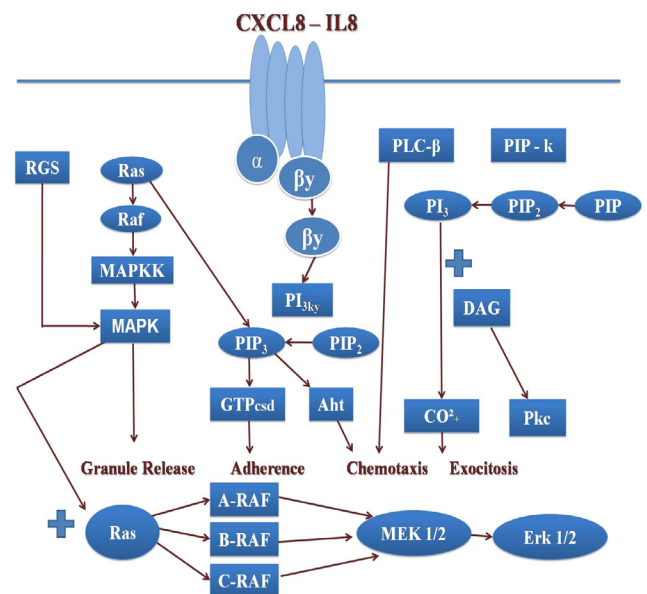 CXCL8 – IL8
α
βy
βy
PI3ky
RGS
Ras
Raf
MAPKK
MAPK
PLC-β
PIP - k
PI3
PIP2
PIP
DAG
PIP3
PIP2
GTPcsd
Aht
CO²+
Pkc
Granule Release
Adherence
Chemotaxis
Exocitosis
Ras
A-RAF
B-RAF
C-RAF
MEK 1/2
Erk 1/2